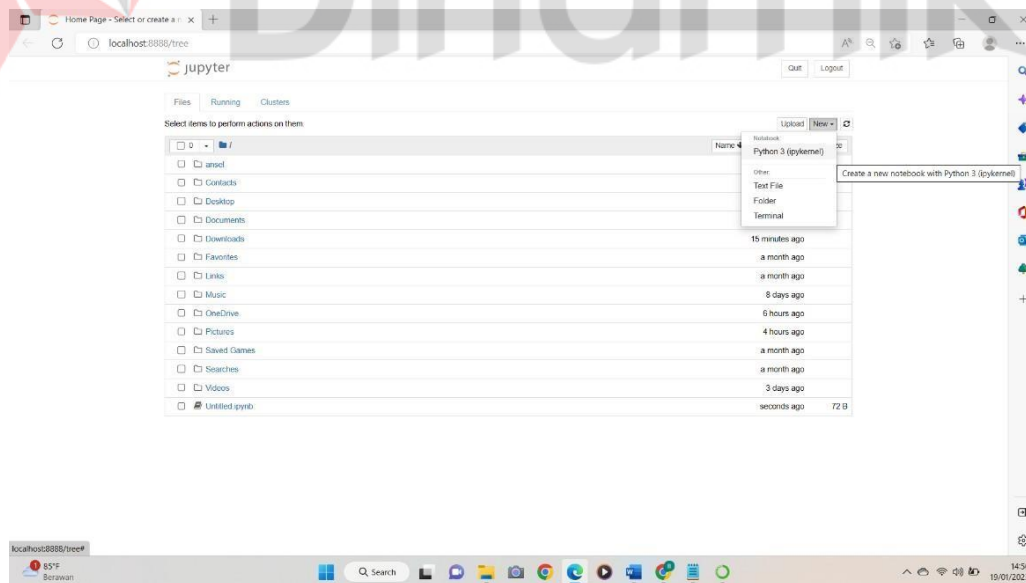 Home Page - Select or create a n
localhost:8888/tree
jupyter
Quit
Logout
Files
Running
Clusters
Select items to perform actions on them.
Upload
New
0
/
Name
Notebook:
Python 3 (ipykernel)
Create a new notebook with Python 3 (ipykernel)
Other:
Text File
Folder
Terminal
ansel
Contacts
Desktop
Documents
Downloads 15 minutes ago
Favorites a month ago
Links a month ago
Music 8 days ago
OneDrive 6 hours ago
Pictures 4 hours ago
Saved Games a month ago
Searches a month ago
Videos 3 days ago
Untitled.ipynb seconds ago 72 B
localhost:8888/tree#
1
85°F
Berawan
Search
14:5
19/01/202